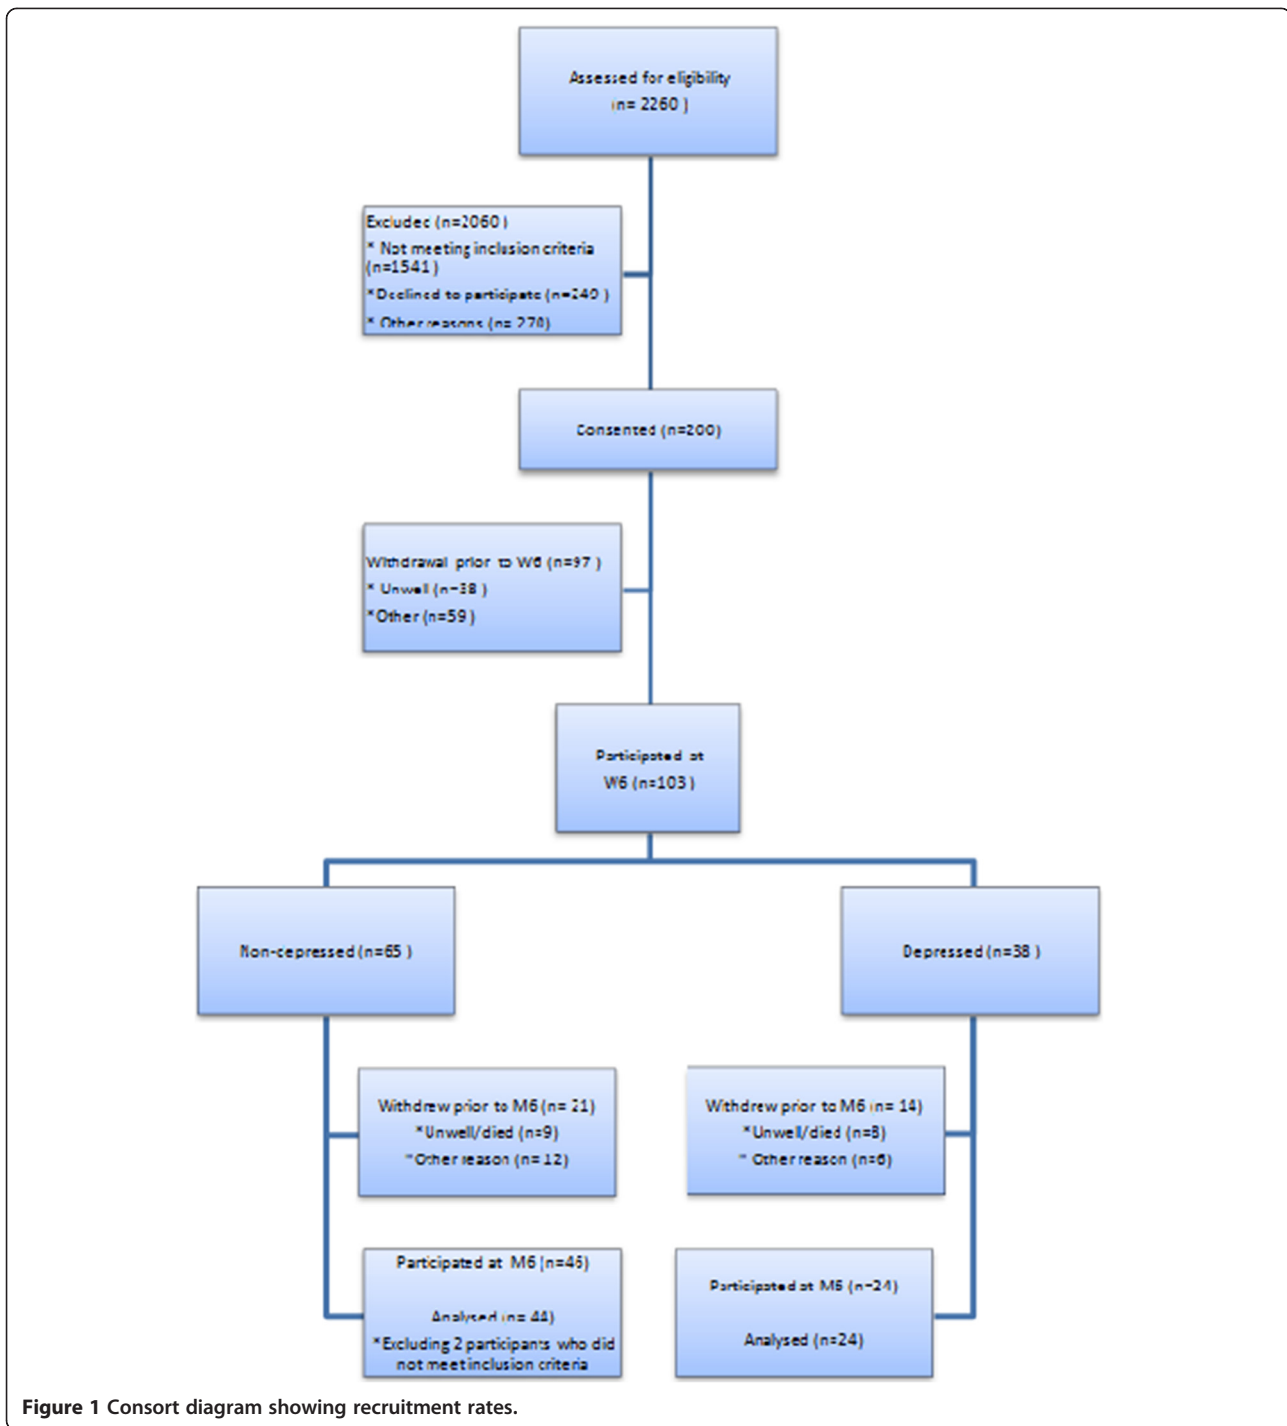 Assessed for eligibility
(n= 2260 )
Excluded (n=2060 )
* Not meeting inclusion criteria
(n=1541 )
*Declined to participate (n=249 )
* Other reasons (n= 270)
Consented (n=200)
Withdrawal prior to W6 (n=97 )
* Unwell (n=38 )
*Other (n=59 )
Participated at
W6 (n=103 )
Non-depressed (n=65 )
Depressed (n=38 )
Withdrew prior to M6 (n= 21)
*Unwell/died (n=9)
*Other reason (n= 12)
Withdrew prior to M6 (n= 14)
*Unwell/died (n=8)
* Other reason (n=6)
Participated at M6 (n=46)
Analysed (n= 44)
*Excluding 2 participants who did
not meet inclusion criteria
Participated at M6 (n=24)
Analysed (n=24)
Figure 1 Consort diagram showing recruitment rates.